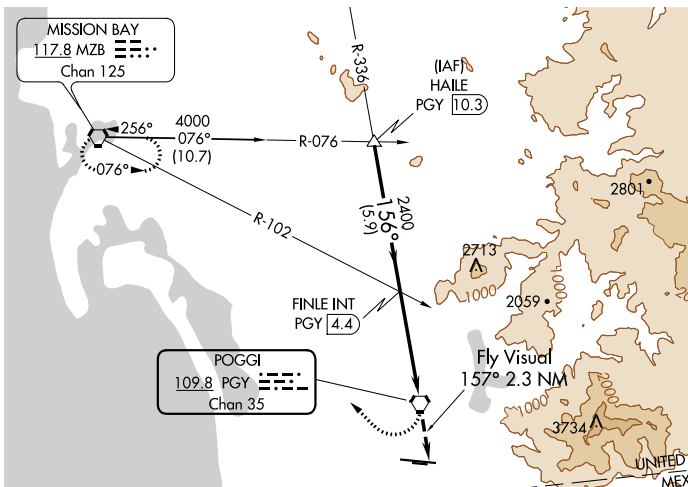 MISSION BAY
117.8 MZB
Chan 125
R-336
(IAF)
HAILE
PGY 10.3
256°
4000
076°
(10.7)
R-076
076°
2801
R-102
2400
156°
(5.9)
2713
1000
1000
2059
FINLE INT
PGY 4.4
Fly Visual
157° 2.3 NM
POGGI
109.8 PGY
Chan 35
1000
2000
3734
UNITED
MEX